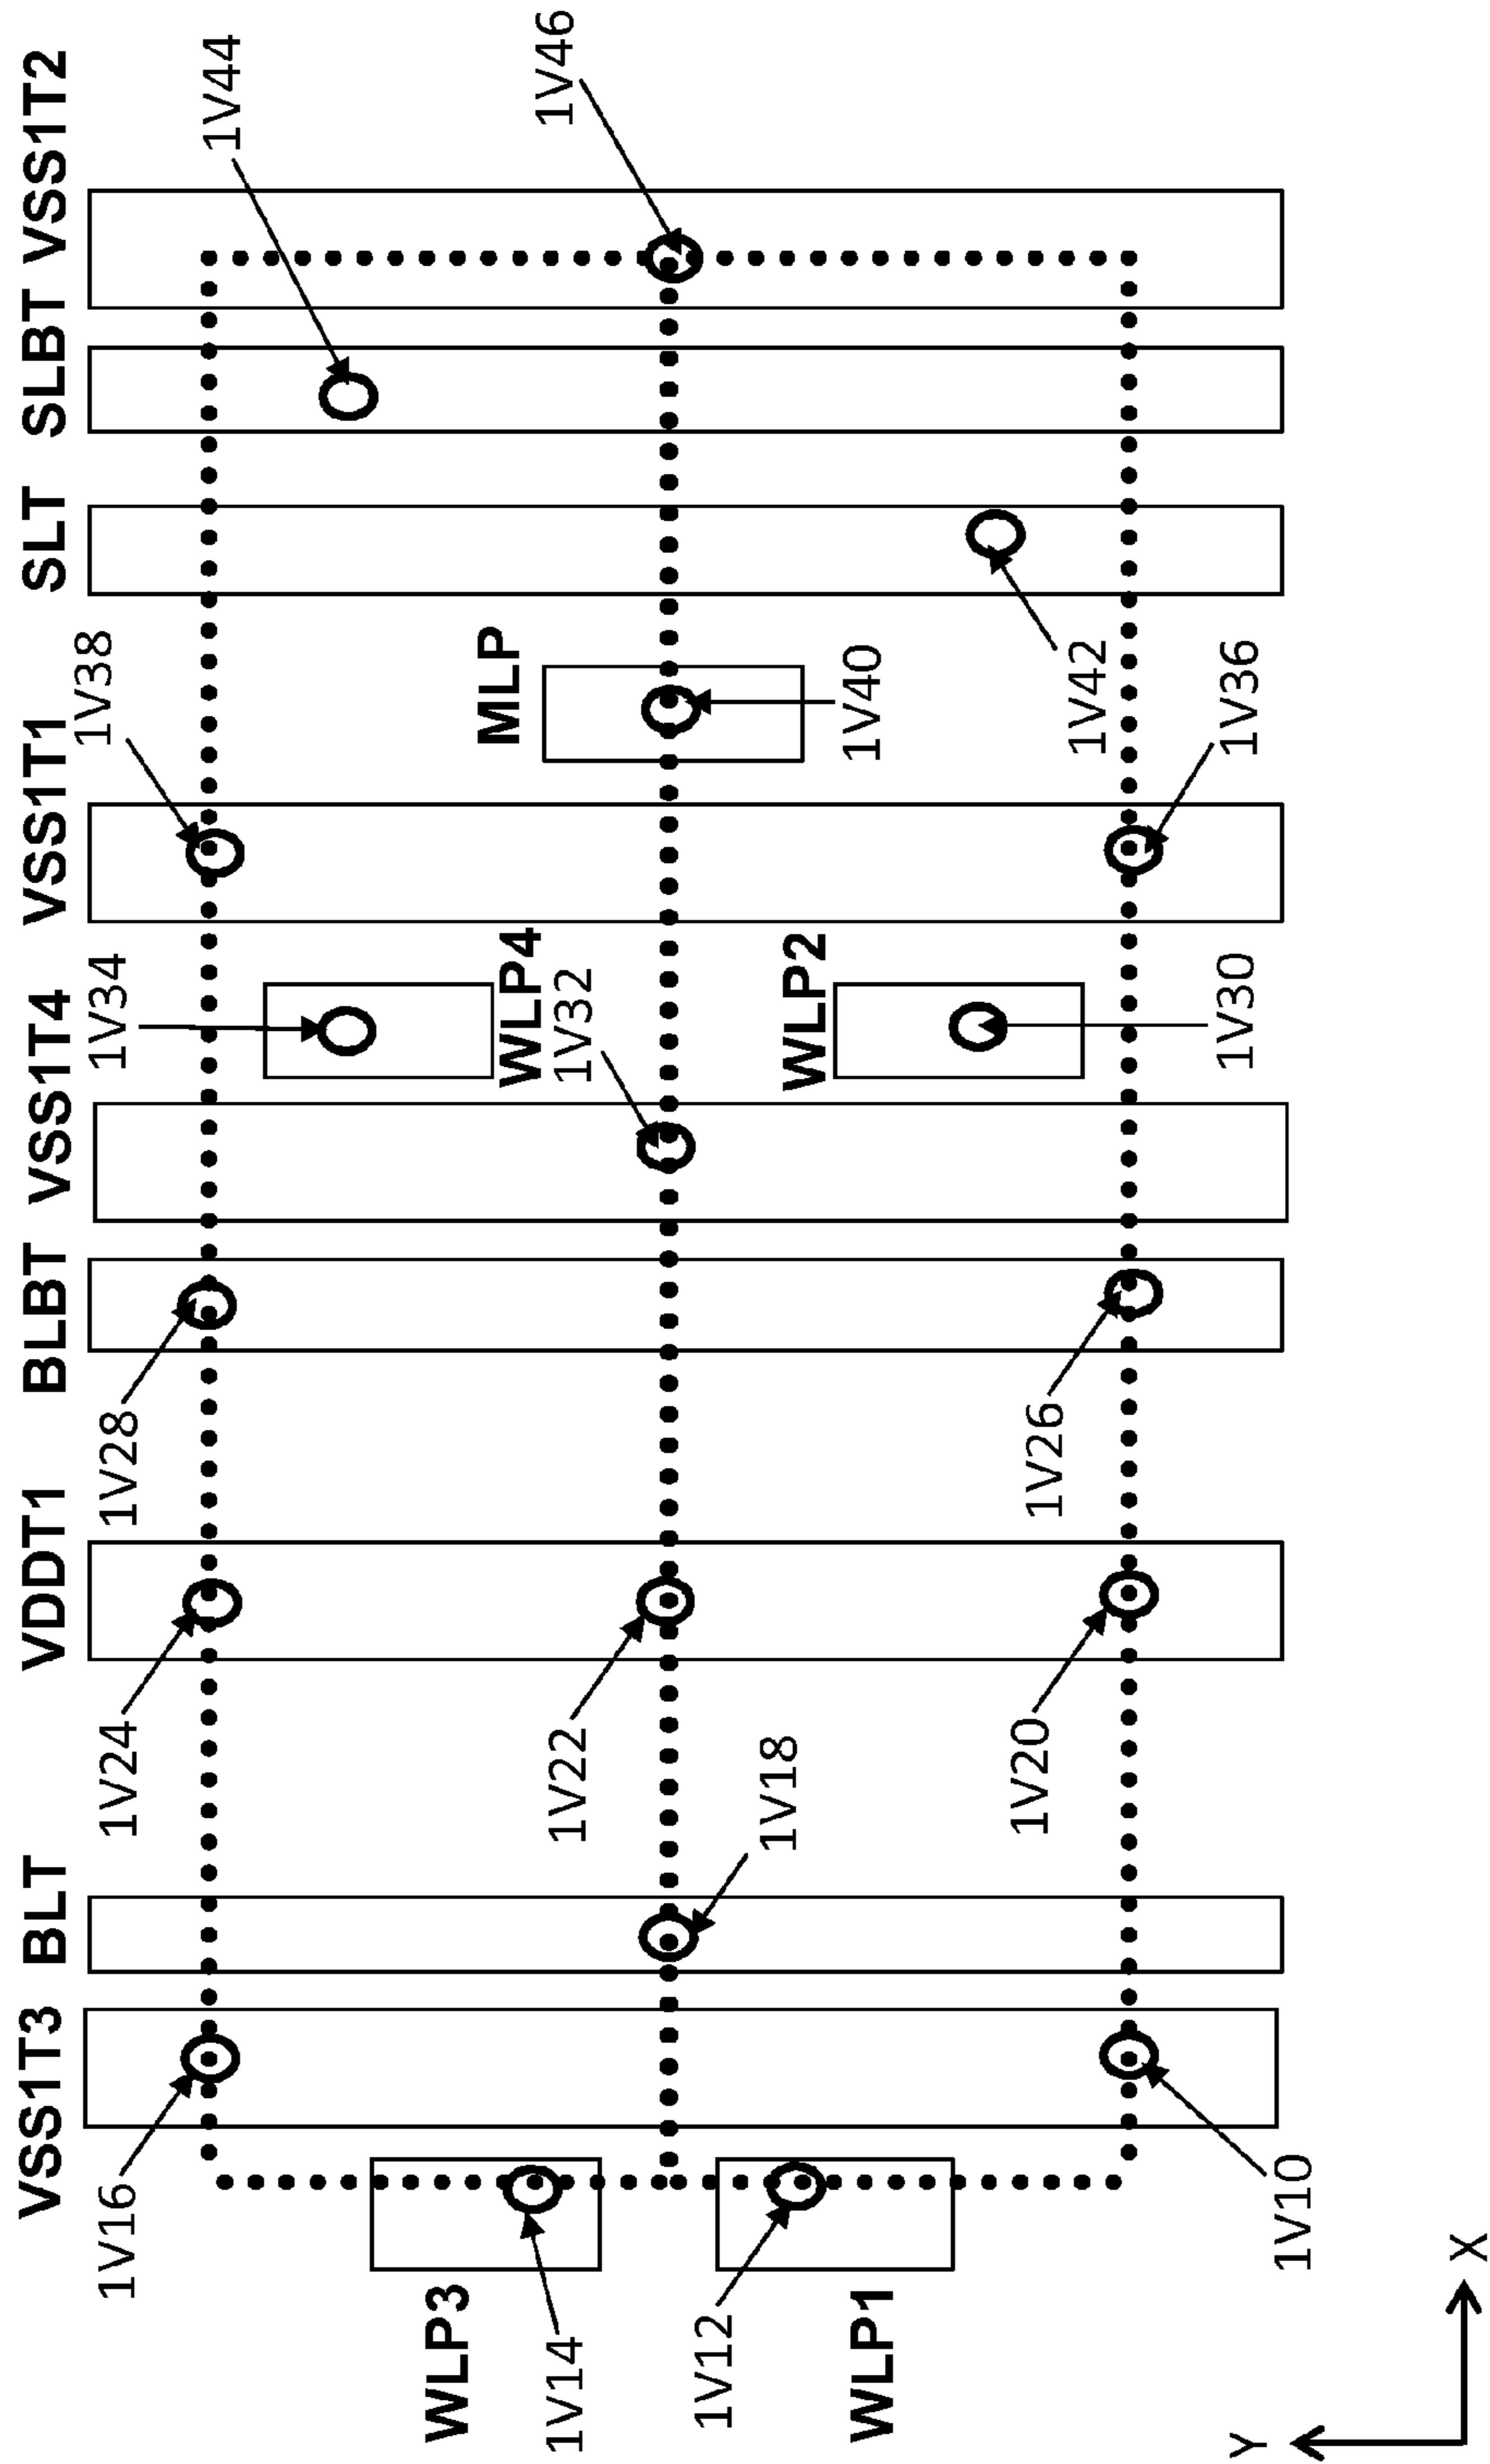 VSS1T3
BLT
VDDT1
BLBT
VSS1T4
VSS1T1
SLT
SLBT
VSS1T2
1V16
1V24
1V28
1V34
1V38
1V44
WLP3
1V14
1V22
WLP4
1V32
MLP
1V46
1V12
1V18
WLP2
1V40
WLP1
1V20
1V26
1V42
1V10
1V30
1V36
Y
X